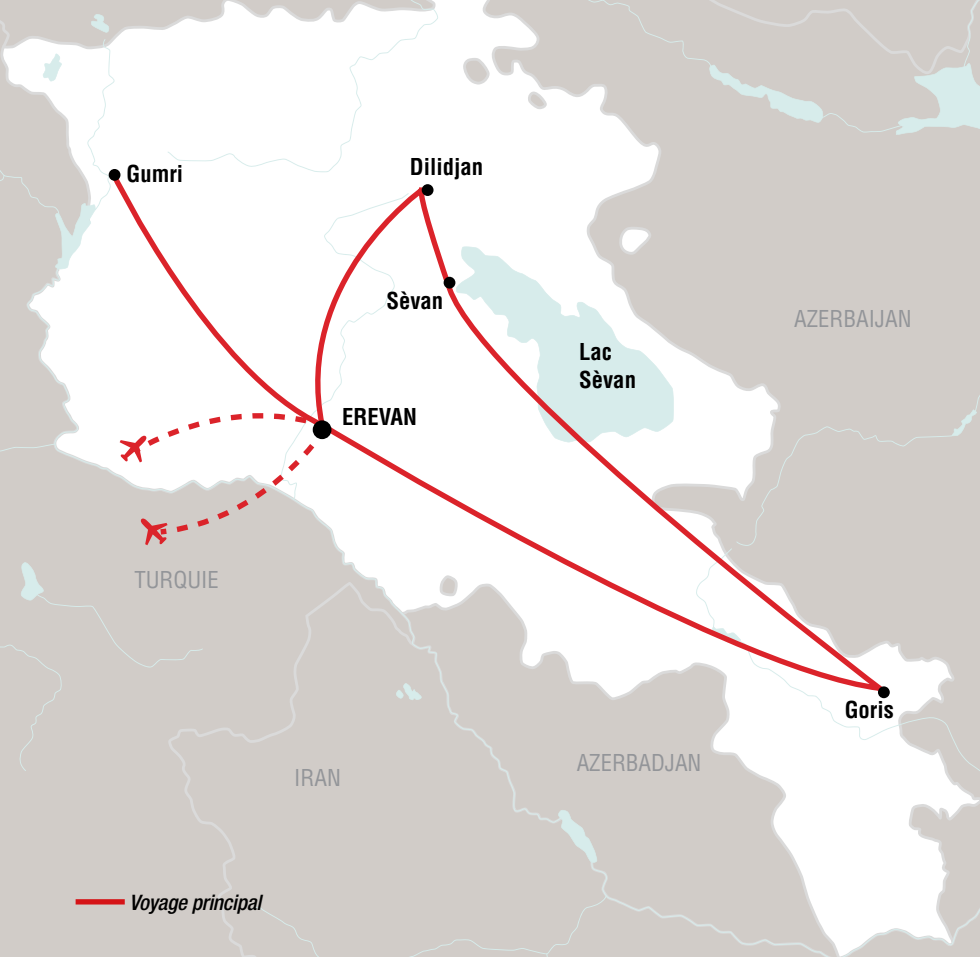 Dilidjan
Gumri
Sèvan
AZERBAIJAN
Lac
Sèvan
EREVAN
TURQUIE
Goris
AZERBADJAN
IRAN
Voyage principal